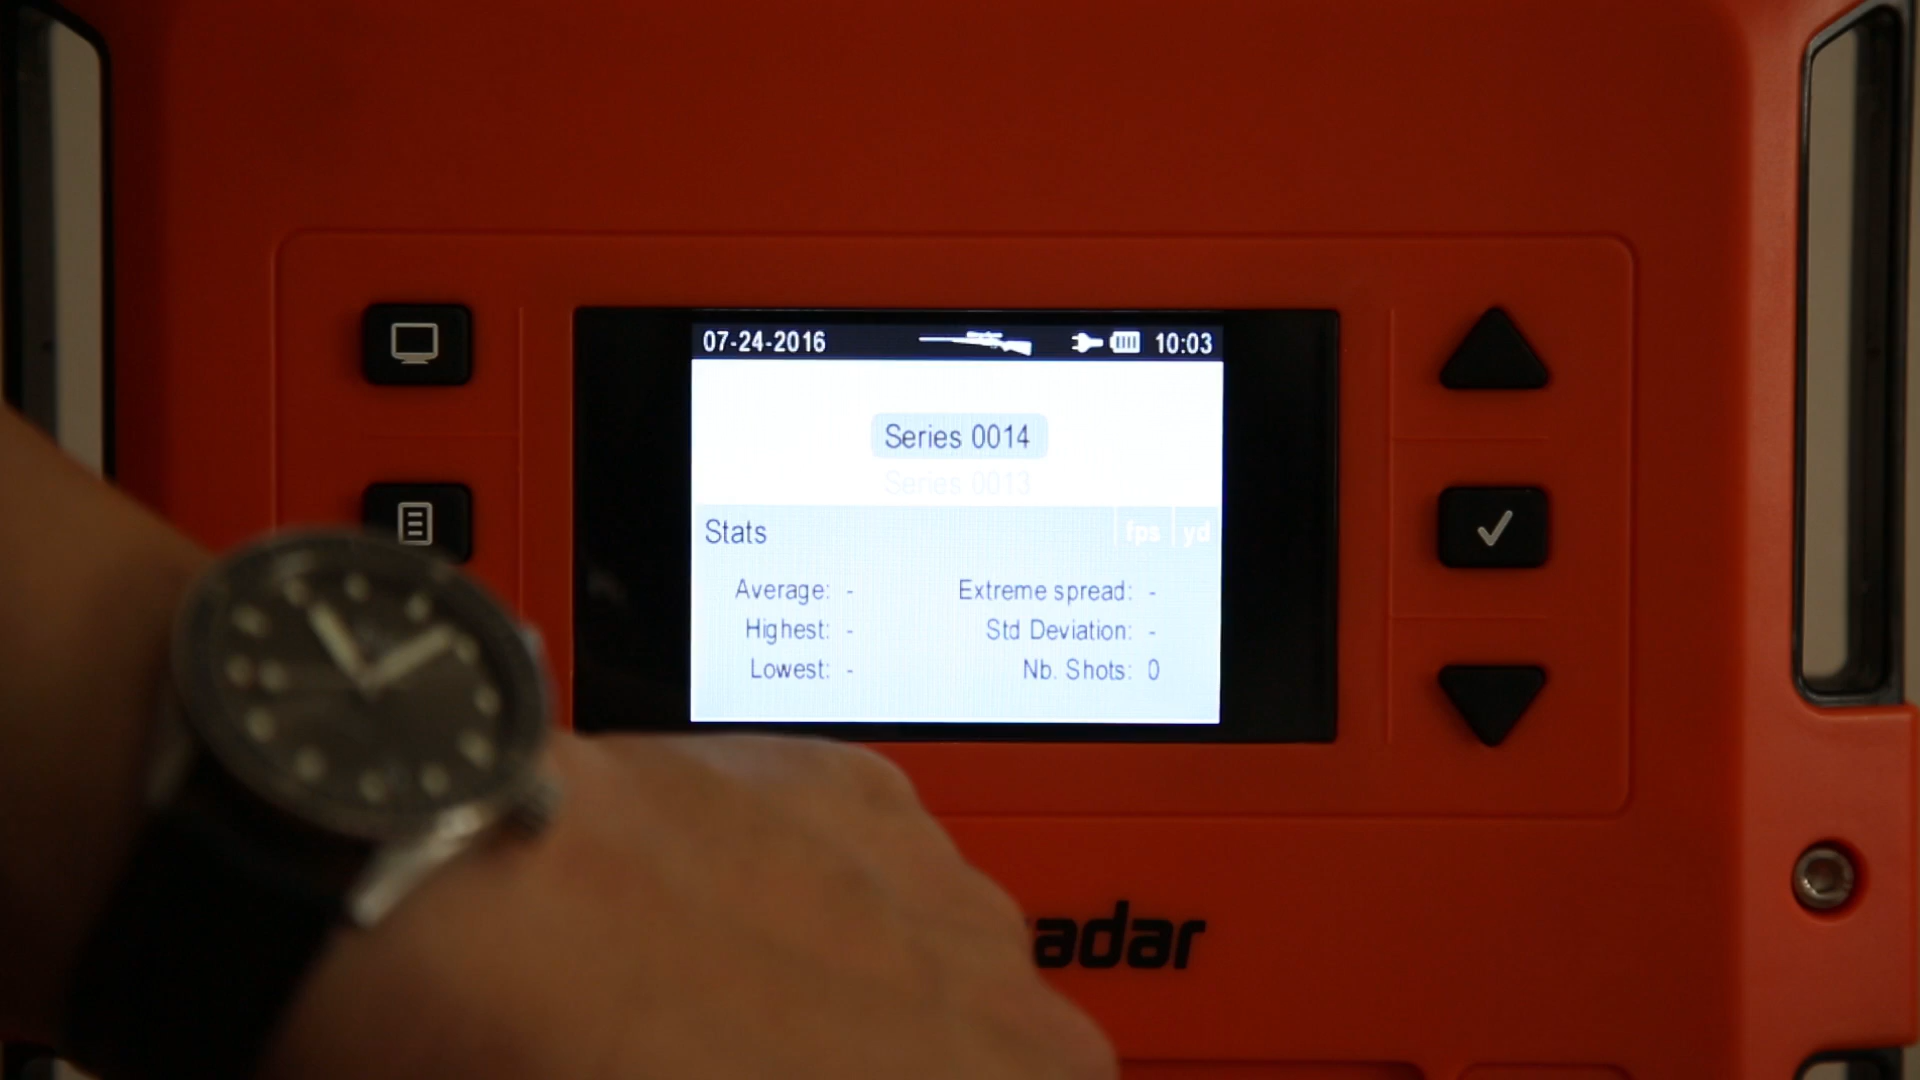 07-24-2016 10:03
Series 0014
Series 0013
Stats fps yd
Average: - Extreme spread: -
Highest: - Std Deviation: -
Lowest: - Nb. Shots: 0
adar